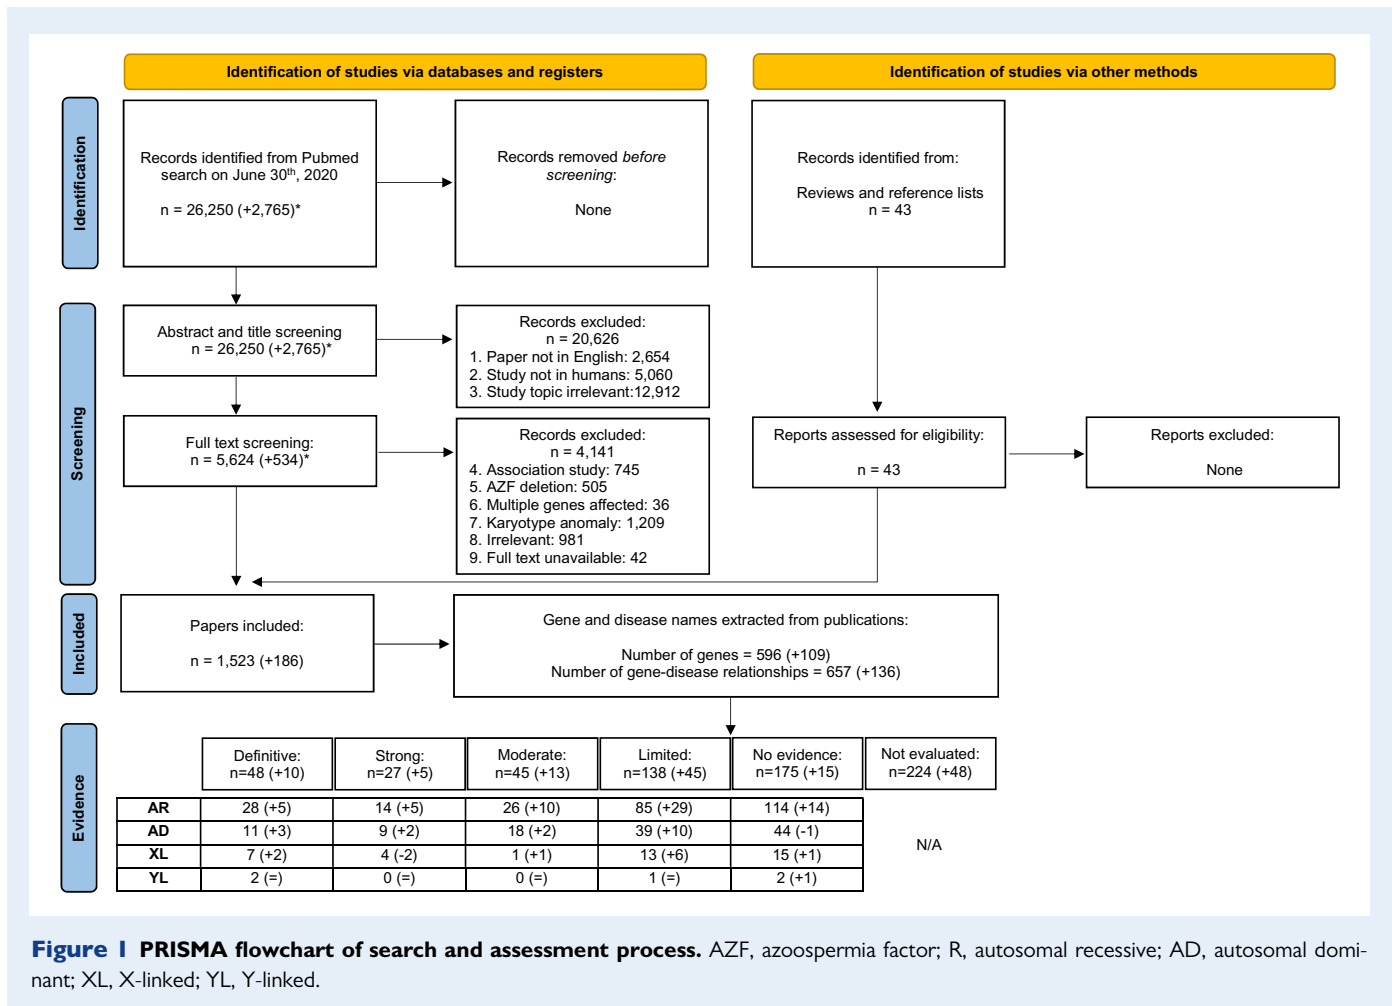 Identification of studies via databases and registers
Identification of studies via other methods
Identification
Records identified from Pubmed
search on June 30th, 2020
n = 26,250 (+2,765)*
Records removed before
screening:
None
Records identified from:
Reviews and reference lists
n = 43
Screening
Abstract and title screening
n = 26,250 (+2,765)*
Records excluded:
n = 20,626
1. Paper not in English: 2,654
2. Study not in humans: 5,060
3. Study topic irrelevant:12,912
Full text screening:
n = 5,624 (+534)*
Records excluded:
n = 4,141
4. Association study: 745
5. AZF deletion: 505
6. Multiple genes affected: 36
7. Karyotype anomaly: 1,209
8. Irrelevant: 981
9. Full text unavailable: 42
Reports assessed for eligibility:
n = 43
Reports excluded:
None
Included
Papers included:
n = 1,523 (+186)
Gene and disease names extracted from publications:
Number of genes = 596 (+109)
Number of gene-disease relationships = 657 (+136)
Evidence
Definitive: Strong: Moderate: Limited: No evidence: Not evaluated:
n=48 (+10) n=27 (+5) n=45 (+13) n=138 (+45) n=175 (+15) n=224 (+48)
AR 28 (+5) 14 (+5) 26 (+10) 85 (+29) 114 (+14)
AD 11 (+3) 9 (+2) 18 (+2) 39 (+10) 44 (-1)
XL 7 (+2) 4 (-2) 1 (+1) 13 (+6) 15 (+1)
YL 2 (=) 0 (=) 0 (=) 1 (=) 2 (+1)
N/A
Figure 1 PRISMA flowchart of search and assessment process. AZF, azoospermia factor; R, autosomal recessive; AD, autosomal domi-
nant; XL, X-linked; YL, Y-linked.